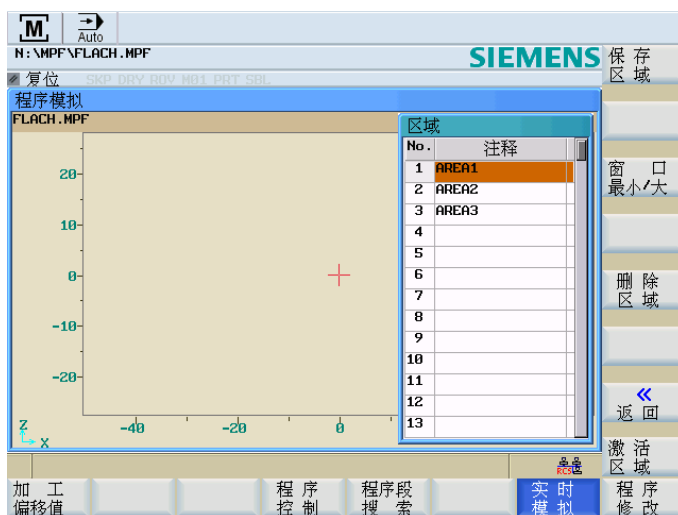 M Auto
N:\MPF\FLACH.MPF
SIEMENS
复位 SKP DRY ROV M01 PRT SBL
程序模拟
FLACH.MPF
20
10
0
-10
-20
-40 -20 0
Z
X
区域
No. 注释
1 AREA1
2 AREA2
3 AREA3
4
5
6
7
8
9
10
11
12
13
RCS
保存
区域
窗口
最小/大
删除
区域
«
返回
激活
区域
加工
偏移值
程序
控制
程序段
搜索
实时
模拟
程序
修改